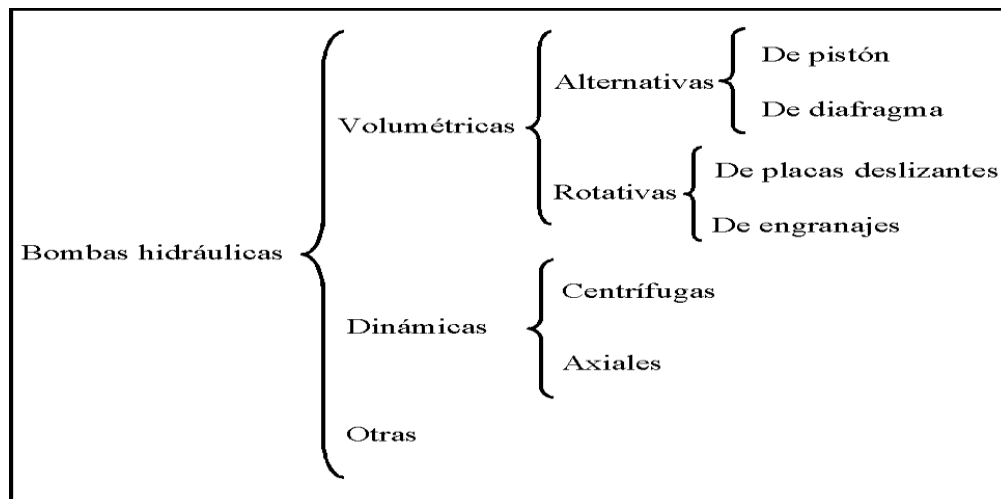 Bombas hidráulicas
Volumétricas
Alternativas
De pistón
De diafragma
Rotativas
De placas deslizantes
De engranajes
Dinámicas
Centrífugas
Axiales
Otras